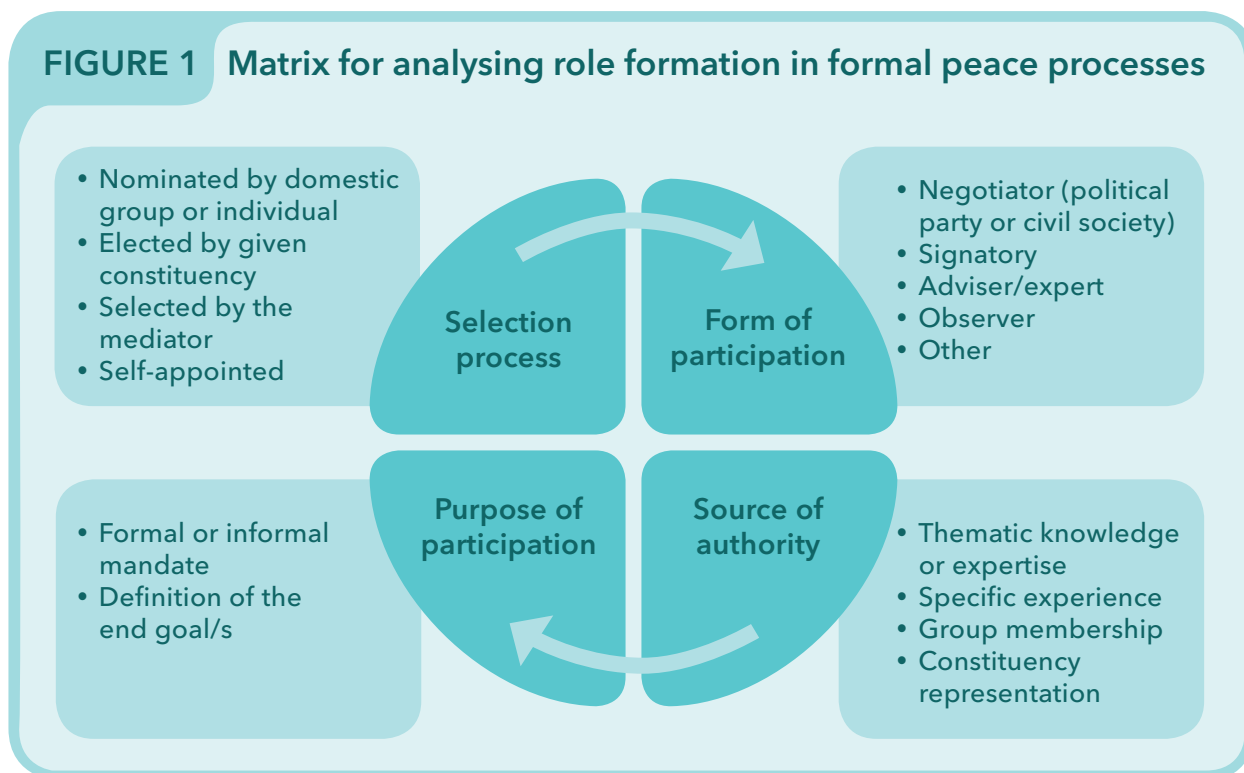 FIGURE 1 Matrix for analysing role formation in formal peace processes
• Nominated by domestic
group or individual
• Elected by given
constituency
• Selected by the
mediator
• Self-appointed
Selection
process
Form of
participation
• Negotiator (political
party or civil society)
• Signatory
• Adviser/expert
• Observer
• Other
• Formal or informal
mandate
• Definition of the
end goal/s
Purpose of
participation
Source of
authority
• Thematic knowledge
or expertise
• Specific experience
• Group membership
• Constituency
representation